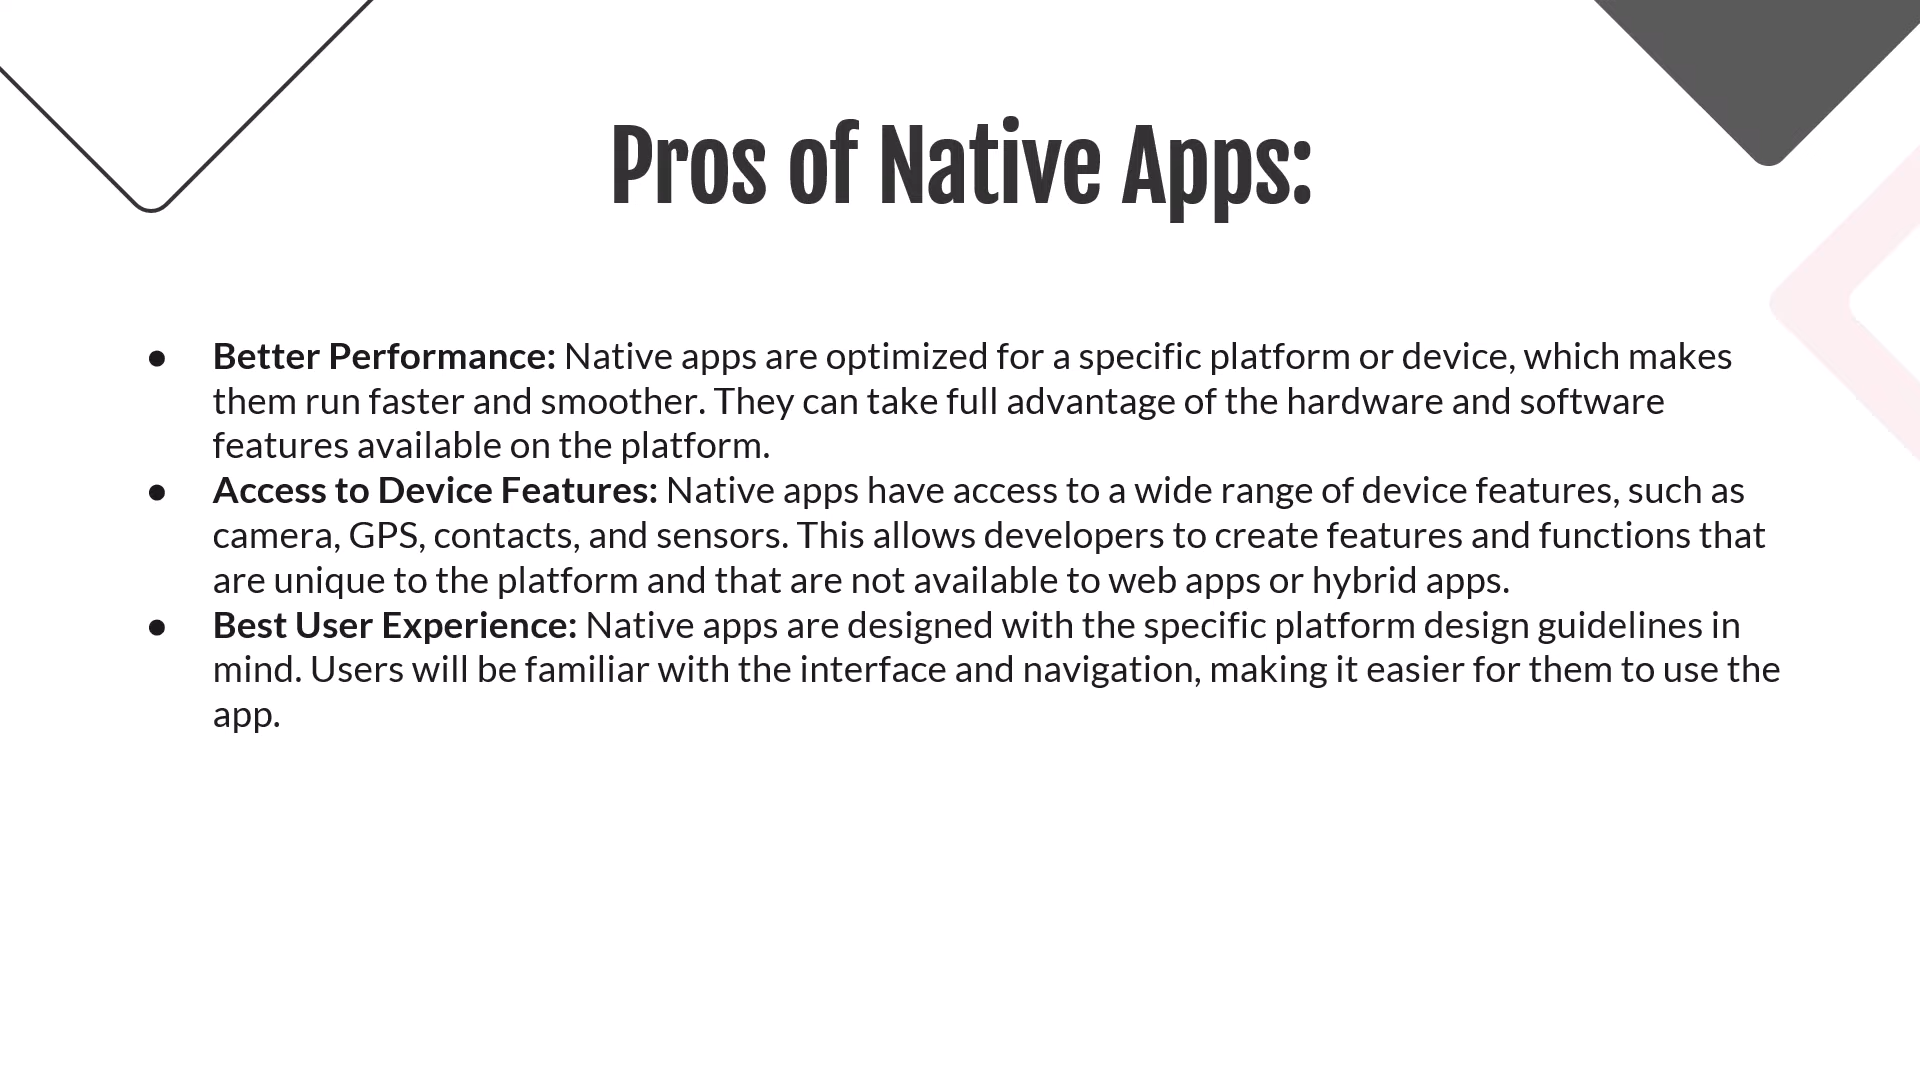 Pros of Native Apps:
● Better Performance: Native apps are optimized for a specific platform or device, which makes
them run faster and smoother. They can take full advantage of the hardware and software
features available on the platform.
● Access to Device Features: Native apps have access to a wide range of device features, such as
camera, GPS, contacts, and sensors. This allows developers to create features and functions that
are unique to the platform and that are not available to web apps or hybrid apps.
● Best User Experience: Native apps are designed with the specific platform design guidelines in
mind. Users will be familiar with the interface and navigation, making it easier for them to use the
app.